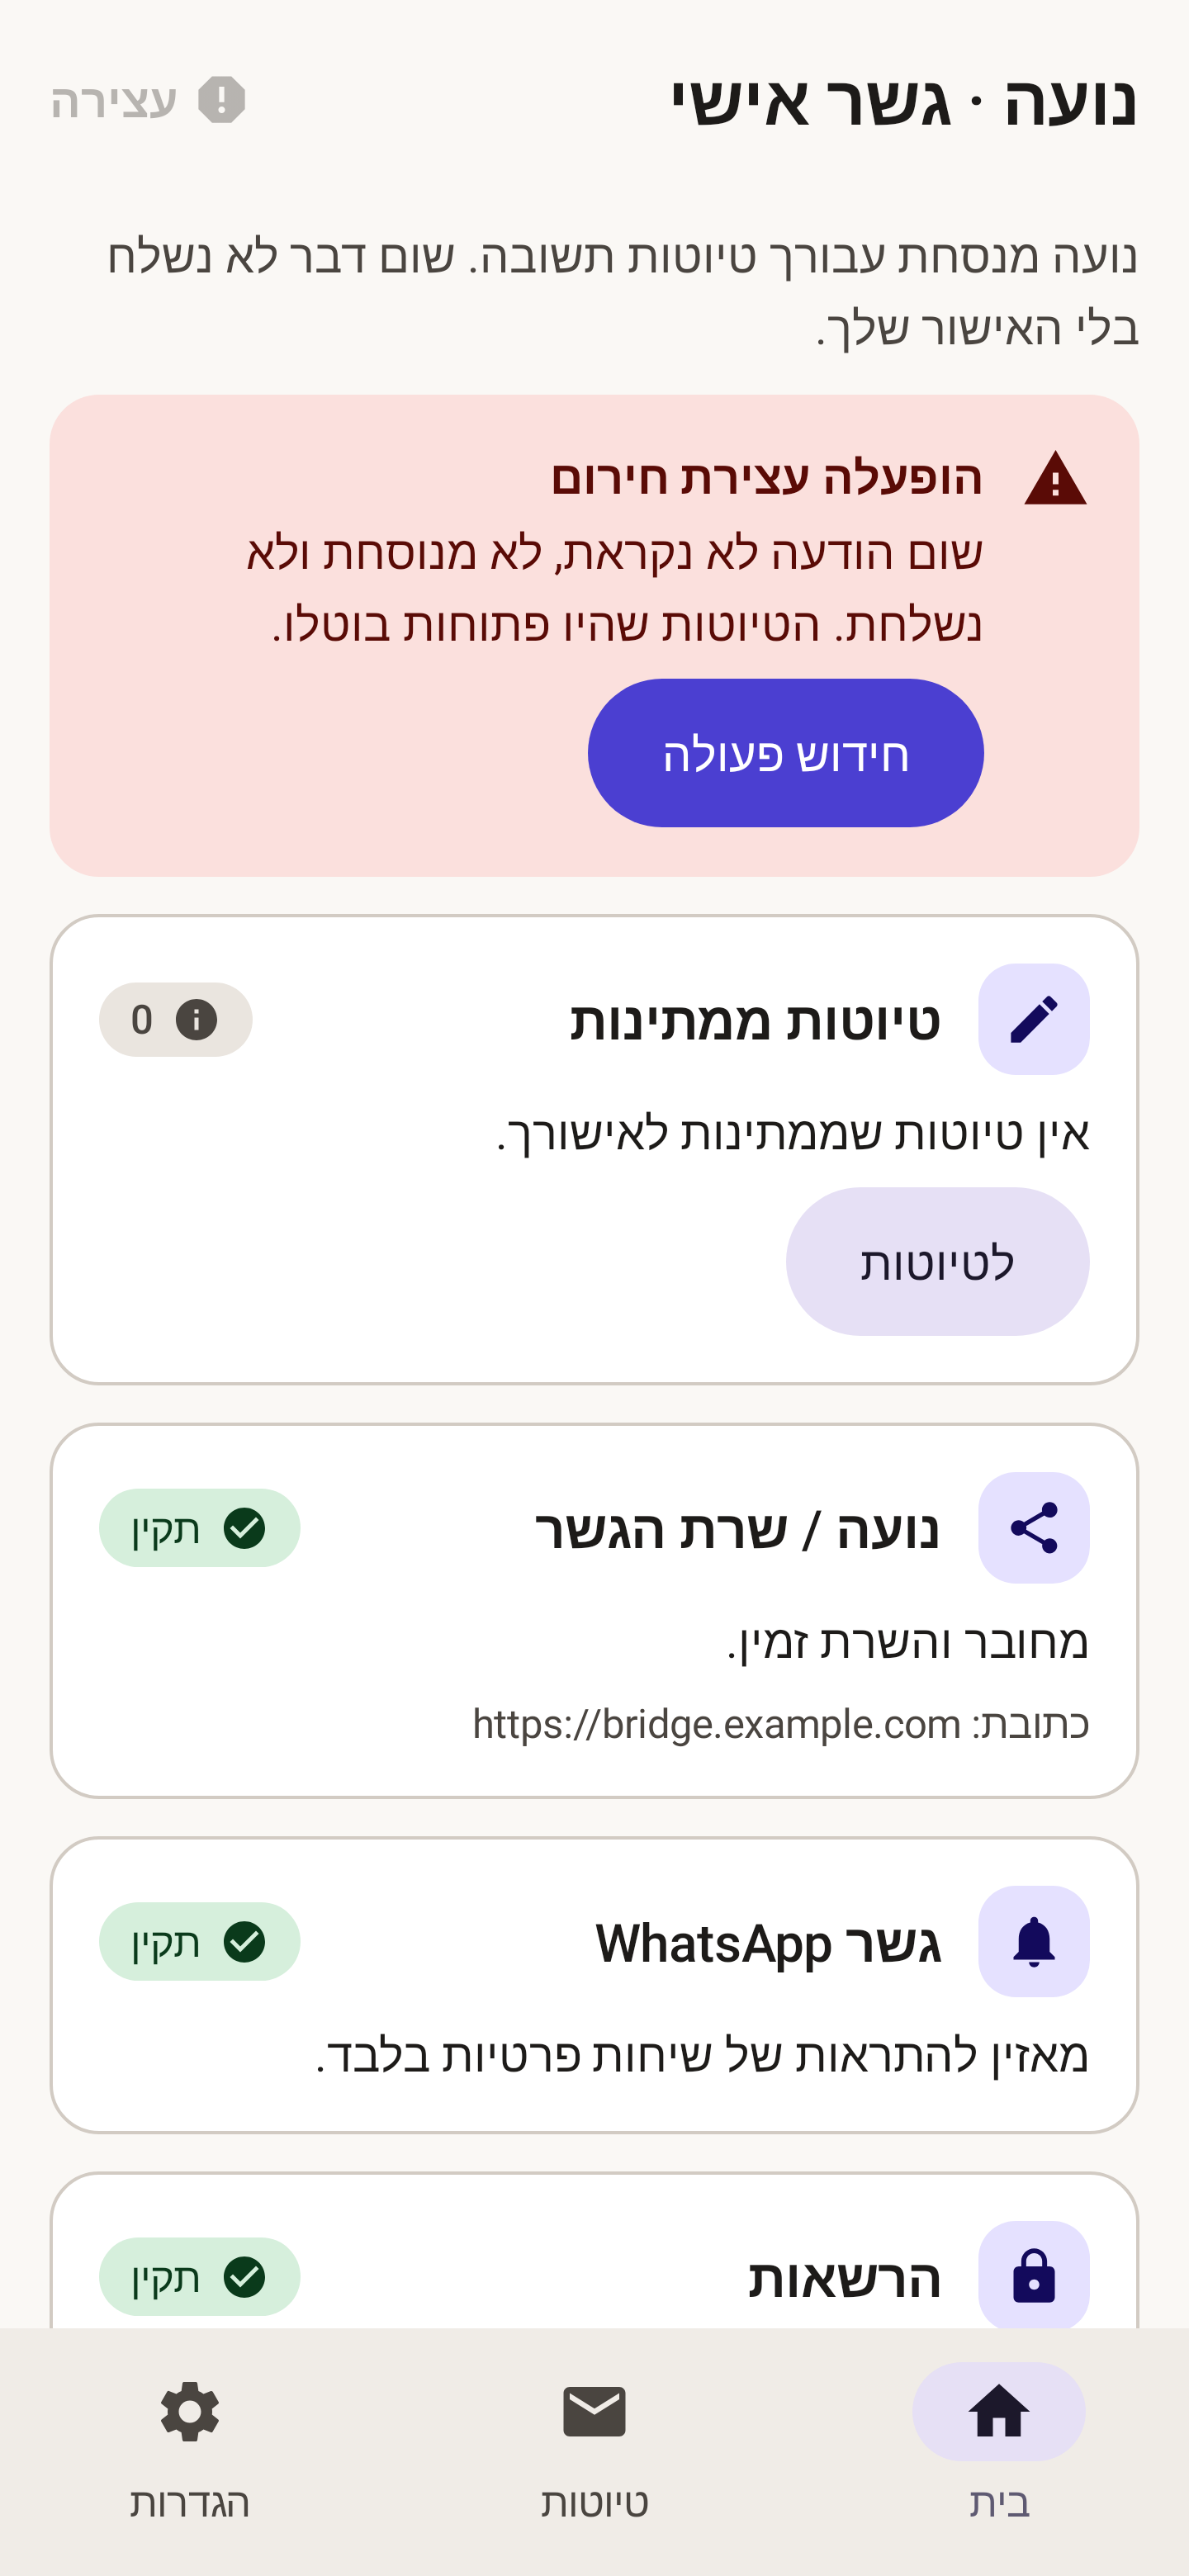 נועה · גשר אישי
עצירה
נועה מנסחת עבורך טיוטות תשובה. שום דבר לא נשלח
בלי האישור שלך.
הופעלה עצירת חירום
שום הודעה לא נקראת, לא מנוסחת ולא
נשלחת. הטיוטות שהיו פתוחות בוטלו.
חידוש פעולה
טיוטות ממתינות
0
אין טיוטות שממתינות לאישורך.
לטיוטות
נועה / שרת הגשר
תקין
מחובר והשרת זמין.
כתובת: https://bridge.example.com
גשר WhatsApp
תקין
מאזין להתראות של שיחות פרטיות בלבד.
הרשאות
תקין
בית
טיוטות
הגדרות